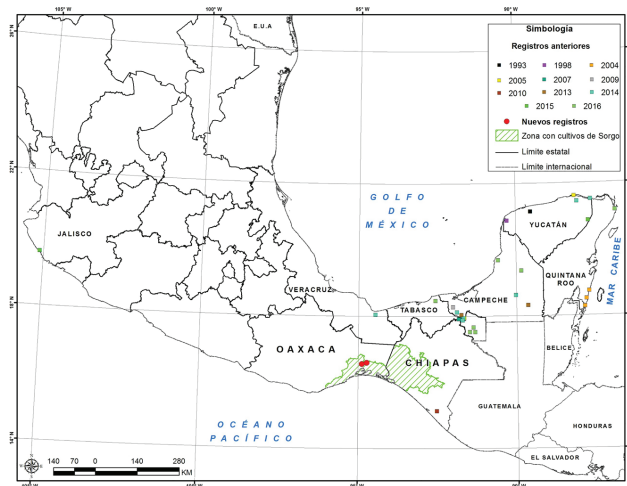 105° W
100° W
95° W
90° W
E.U.A
Simbología
Registros anteriores
1993 1998 2004
2005 2007 2009
2010 2013 2014
2015 2016
Nuevos registros
Zona con cultivos de Sorgo
Límite estatal
Límite internacional
22° N
GOLFO
DE
MÉXICO
YUCATÁN
JALISCO
MAR CARIBE
QUINTANA
ROO
VERACRUZ
CAMPECHE
TABASCO
OAXACA
CHIAPAS
BELICE
GUATEMALA
OCÉANO
PACÍFICO
HONDURAS
EL SALVADOR
140 70 0 140 280
KM